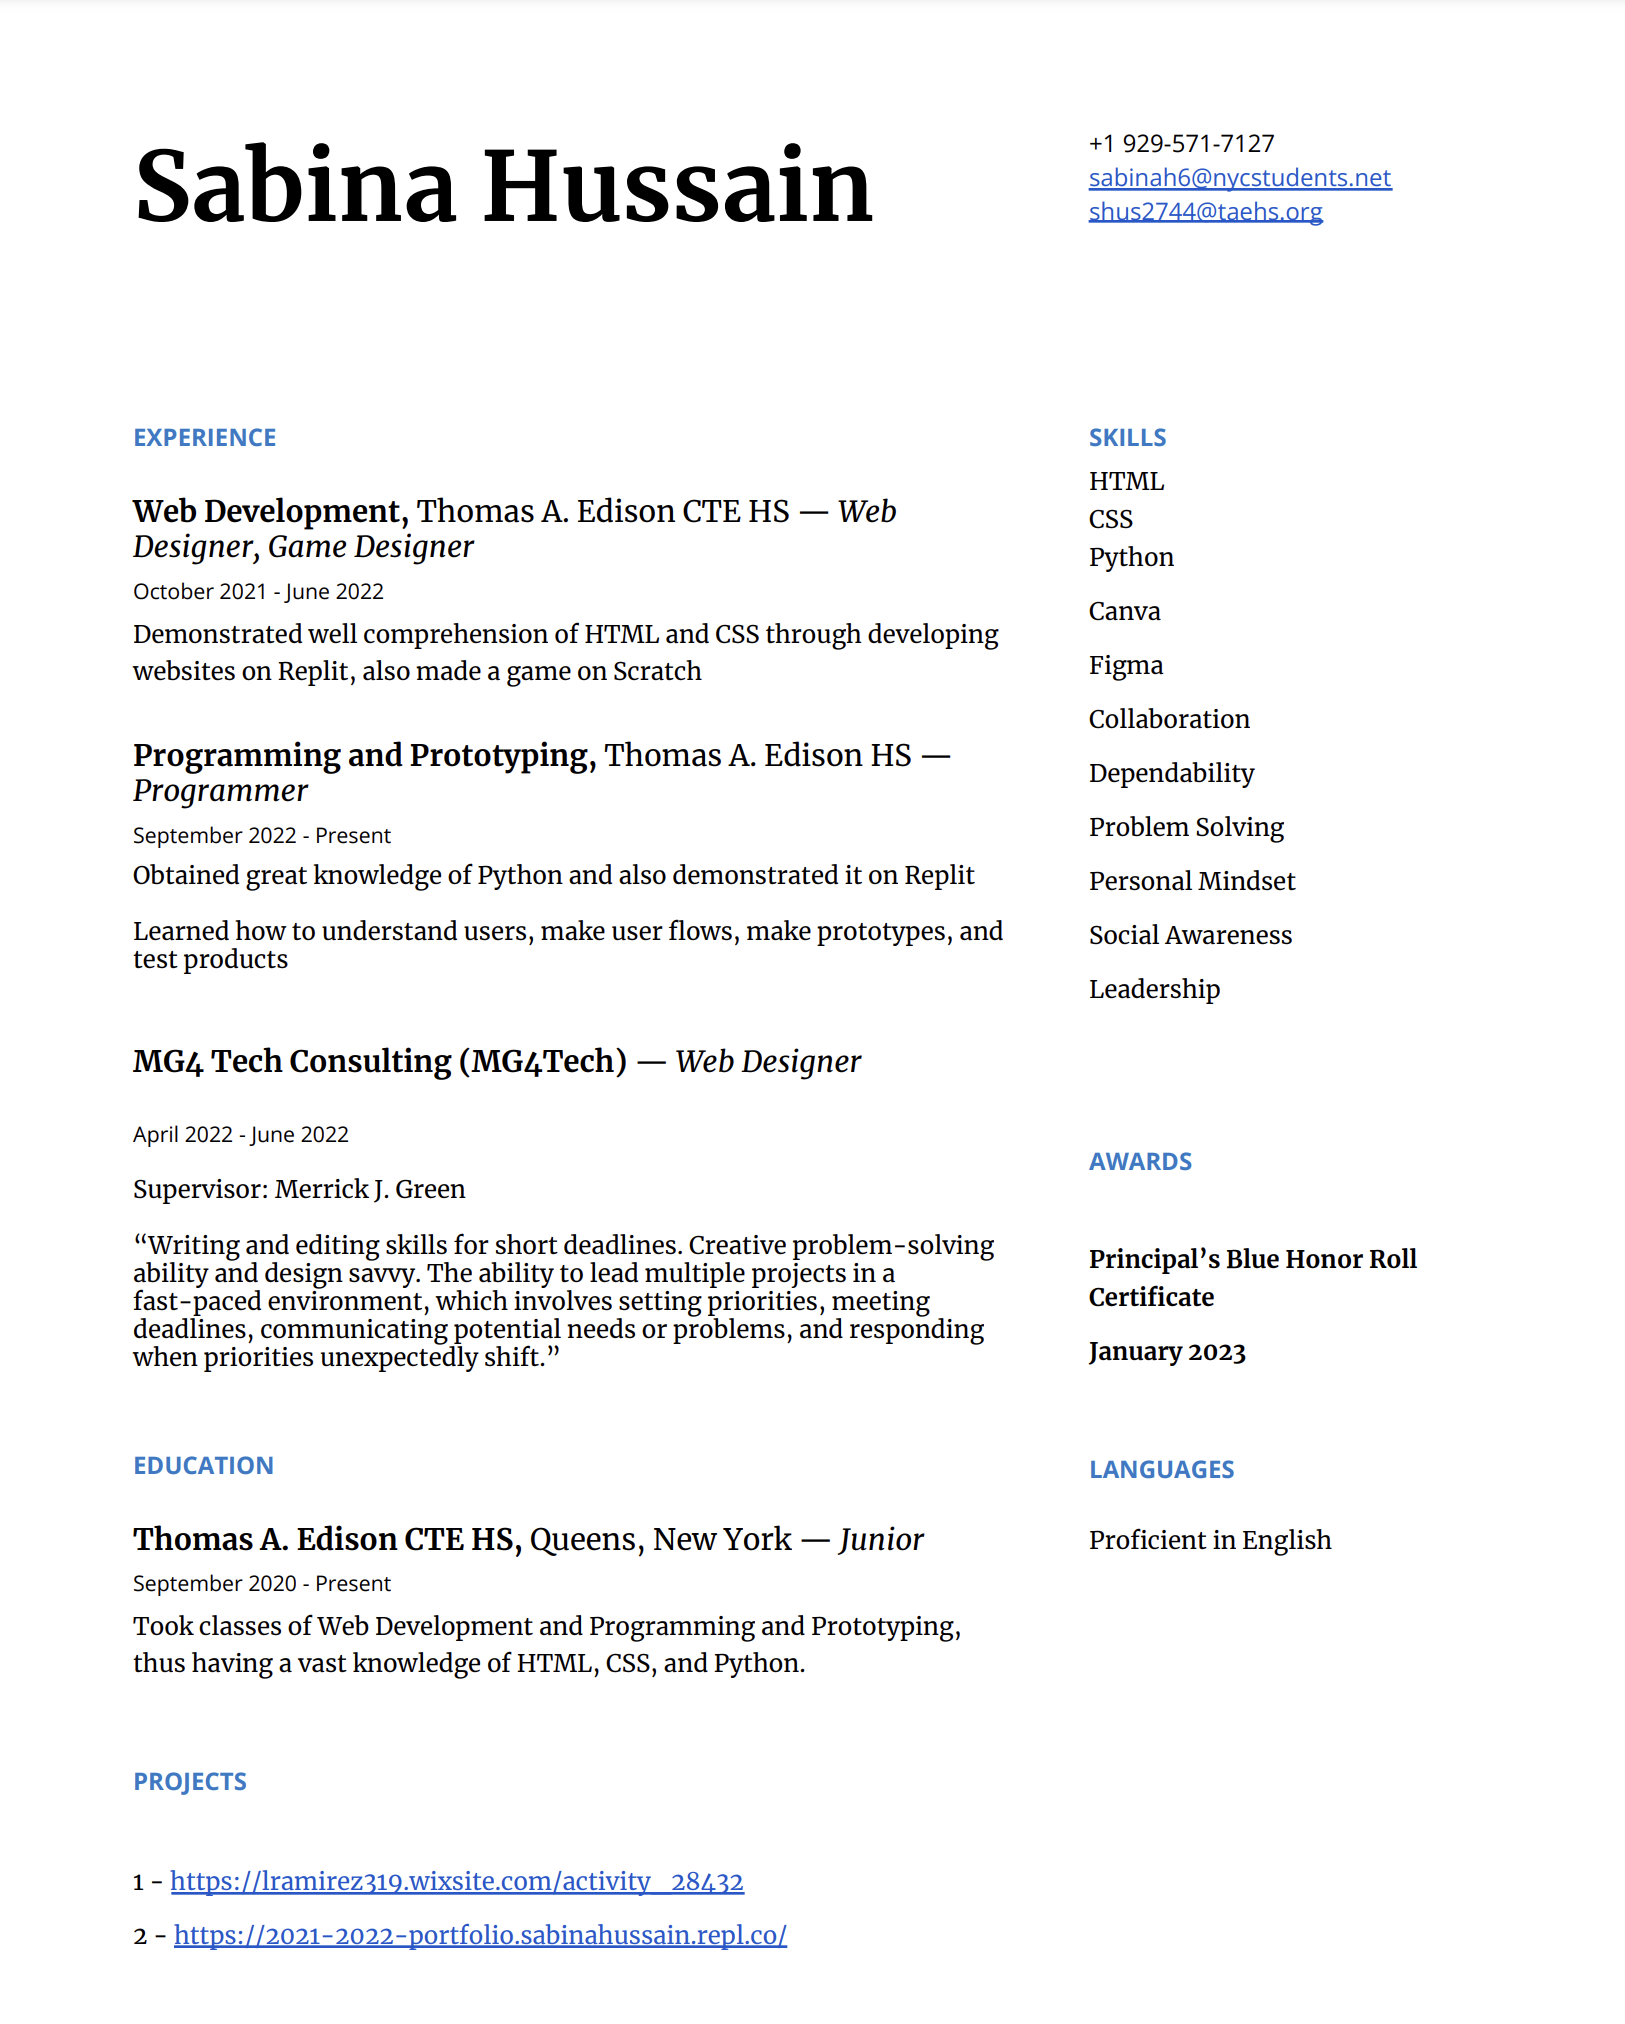 Sabina Hussain
+1 929-571-7127
sabinah6@nycstudents.net
shus2744@taehs.org
EXPERIENCE
Web Development, Thomas A. Edison CTE HS — Web
Designer, Game Designer
October 2021 - June 2022
Demonstrated well comprehension of HTML and CSS through developing
websites on Replit, also made a game on Scratch
Programming and Prototyping, Thomas A. Edison HS —
Programmer
September 2022 - Present
Obtained great knowledge of Python and also demonstrated it on Replit
Learned how to understand users, make user flows, make prototypes, and
test products
MG4 Tech Consulting (MG4Tech) — Web Designer
April 2022 - June 2022
Supervisor: Merrick J. Green
“Writing and editing skills for short deadlines. Creative problem-solving
ability and design savvy. The ability to lead multiple projects in a
fast-paced environment, which involves setting priorities, meeting
deadlines, communicating potential needs or problems, and responding
when priorities unexpectedly shift.”
EDUCATION
Thomas A. Edison CTE HS, Queens, New York — Junior
September 2020 - Present
Took classes of Web Development and Programming and Prototyping,
thus having a vast knowledge of HTML, CSS, and Python.
PROJECTS
1 - https://lramirez319.wixsite.com/activity_28432
2 - https://2021-2022-portfolio.sabinahussain.repl.co/
SKILLS
HTML
CSS
Python
Canva
Figma
Collaboration
Dependability
Problem Solving
Personal Mindset
Social Awareness
Leadership
AWARDS
Principal’s Blue Honor Roll
Certificate
January 2023
LANGUAGES
Proficient in English